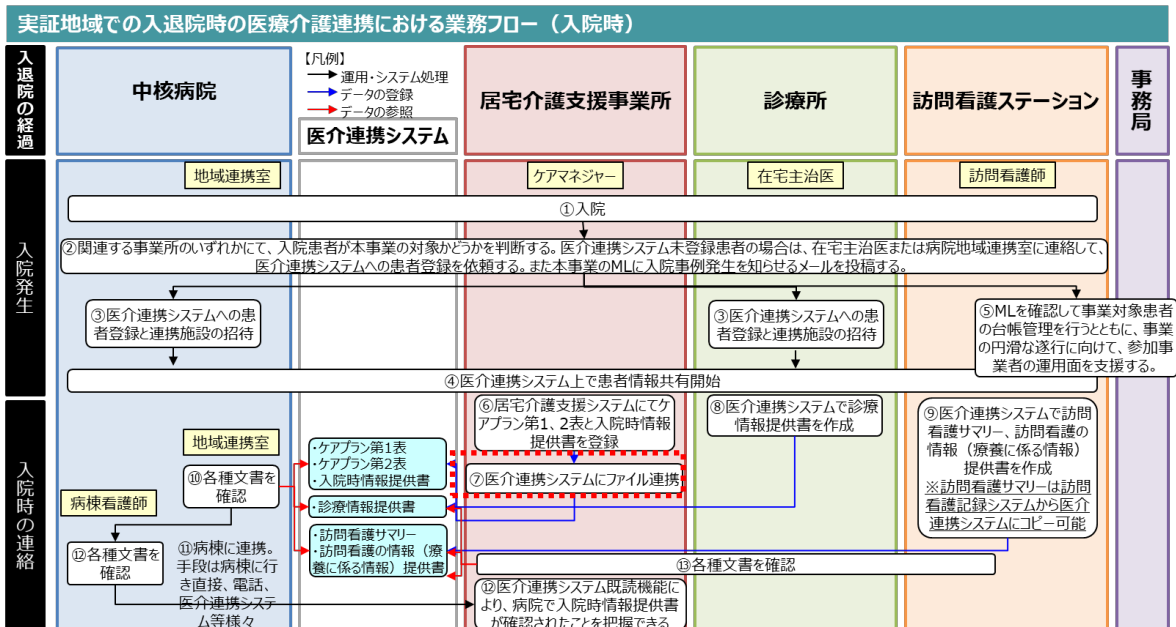 実証地域での入退院時の医療介護連携における業務フロー（入院時）
入退院の経過
中核病院
【凡例】
運用・システム処理
データの登録
データの参照
医介連携システム
居宅介護支援事業所
診療所
訪問看護ステーション
事務局
入院発生
地域連携室
ケアマネジャー
在宅主治医
訪問看護師
①入院
②関連する事業所のいずれかにて、入院患者が本事業の対象かどうかを判断する。医介連携システム未登録患者の場合は、在宅主治医または病院地域連携室に連絡して、
医介連携システムへの患者登録を依頼する。また本事業のMLに入院事例発生を知らせるメールを投稿する。
③医介連携システムへの患
者登録と連携施設の招待
③医介連携システムへの患
者登録と連携施設の招待
⑤MLを確認して事業対象患者
の台帳管理を行うとともに、事業
の円滑な遂行に向けて、参加事
業者の運用面を支援する。
④医介連携システム上で患者情報共有開始
入院時の連絡
⑥居宅介護支援システムにてケ
アプラン第1、2表と入院時情報
提供書を登録
⑧医介連携システムで診療
情報提供書を作成
⑨医介連携システムで訪問
看護サマリー、訪問看護の
情報（療養に係る情報）
提供書を作成
※訪問看護サマリーは訪問
看護記録システムから医介
連携システムにコピー可能
地域連携室
・ケアプラン第1表
・ケアプラン第2表
・入院時情報提供書
⑦医介連携システムにファイル連携
⑩各種文書を
確認
・診療情報提供書
病棟看護師
・訪問看護サマリー
・訪問看護の情報（療
養に係る情報）提供書
⑫各種文書を
確認
⑪病棟に連携。
手段は病棟に行
き直接、電話、
医介連携システ
ム等様々
⑬各種文書を確認
⑫医介連携システム既読機能に
より、病院で入院時情報提供書
が確認されたことを把握できる